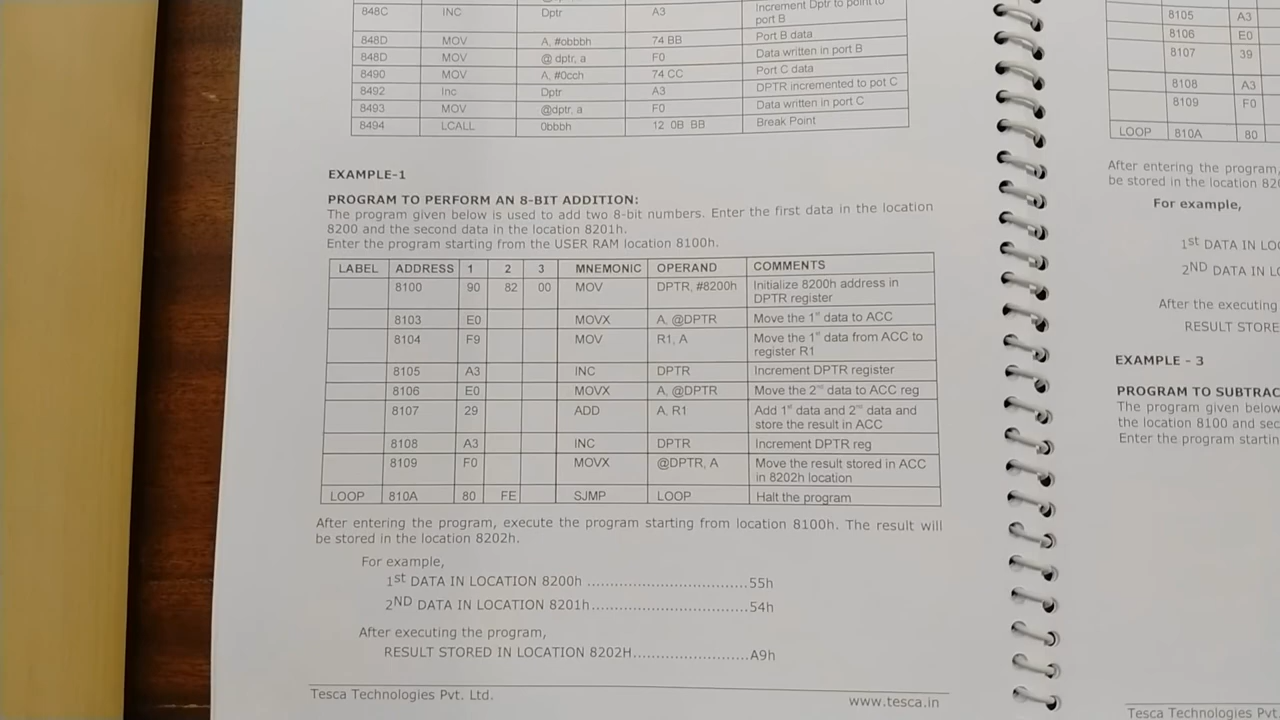 848C INC Dptr A3 Increment Dptr to point to
port B
848D MOV A, #obbbh 74 BB Port B data
848D MOV @ dptr, a F0 Data written in port B
8490 MOV A, #0cch 74 CC Port C data
8492 Inc Dptr A3 DPTR incremented to pot C
8493 MOV @dptr, a F0 Data written in port C
8494 LCALL 0bbbh 12 0B BB Break Point
EXAMPLE-1
PROGRAM TO PERFORM AN 8-BIT ADDITION:
The program given below is used to add two 8-bit numbers. Enter the first data in the location
8200 and the second data in the location 8201h.
Enter the program starting from the USER RAM location 8100h.
LABEL ADDRESS 1 2 3 MNEMONIC OPERAND COMMENTS
8100 90 82 00 MOV DPTR, #8200h Initialize 8200h address in
DPTR register
8103 E0 MOVX A, @DPTR Move the 1st data to ACC
8104 F9 MOV R1, A Move the 1st data from ACC to
register R1
8105 A3 INC DPTR Increment DPTR register
8106 E0 MOVX A, @DPTR Move the 2nd data to ACC reg
8107 29 ADD A, R1 Add 1st data and 2nd data and
store the result in ACC
8108 A3 INC DPTR Increment DPTR reg
8109 F0 MOVX @DPTR, A Move the result stored in ACC
in 8202h location
LOOP 810A 80 FE SJMP LOOP Halt the program
After entering the program, execute the program starting from location 8100h. The result will
be stored in the location 8202h.
For example,
1st DATA IN LOCATION 8200h ....................................55h
2ND DATA IN LOCATION 8201h...................................54h
After executing the program,
RESULT STORED IN LOCATION 8202H..........................A9h
Tesca Technologies Pvt. Ltd. www.tesca.in
8105 A3
8106 E0
8107 39
8108 A3
8109 F0
LOOP 810A 80
After entering the program,
be stored in the location
For example,
1st DATA IN
2ND DATA IN
After the executing
RESULT
EXAMPLE - 3
PROGRAM TO
The program given below
the location 8100 and
Enter the program
Tesca Technologies Pvt